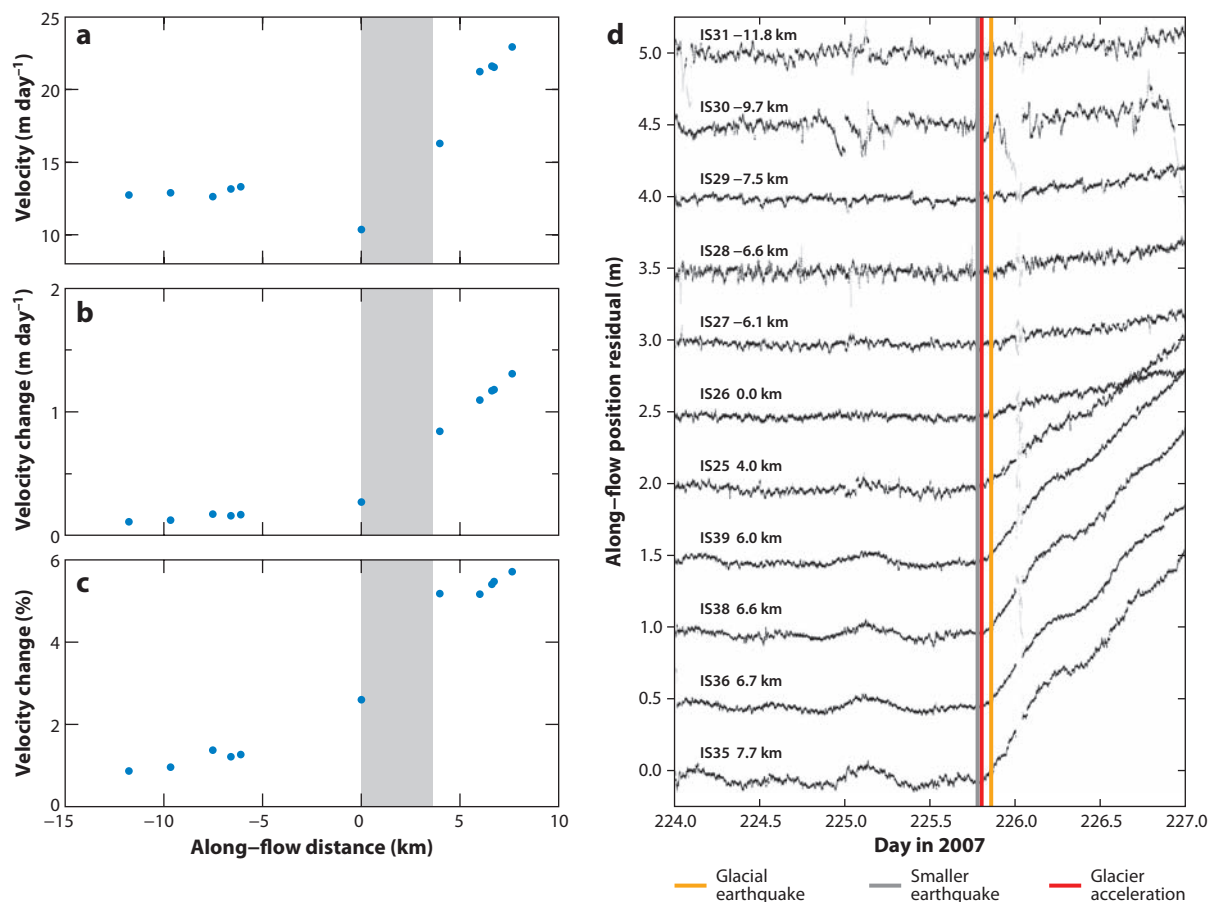 a
25
20
15
10
Velocity (m day⁻¹)
b
2
1
0
Velocity change (m day⁻¹)
c
6
4
2
0
Velocity change (%)
−15
−10
−5
0
5
10
Along–flow distance (km)
d
5.0
4.5
4.0
3.5
3.0
2.5
2.0
1.5
1.0
0.5
0.0
Along–flow position residual (m)
IS31 −11.8 km
IS30 −9.7 km
IS29 −7.5 km
IS28 −6.6 km
IS27 −6.1 km
IS26 0.0 km
IS25 4.0 km
IS39 6.0 km
IS38 6.6 km
IS36 6.7 km
IS35 7.7 km
224.0
224.5
225.0
225.5
226.0
226.5
227.0
Day in 2007
Glacial
earthquake
Smaller
earthquake
Glacier
acceleration